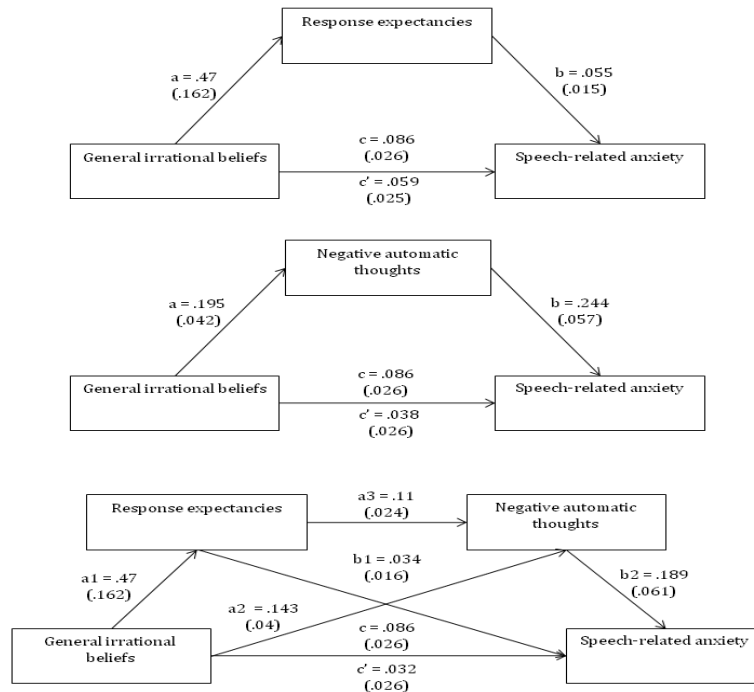 Response expectancies
a = .47
(.162)
b = .055
(.015)
General irrational beliefs
c = .086
(.026)
c' = .059
(.025)
Speech-related anxiety
Negative automatic
thoughts
a = .195
(.042)
b = .244
(.057)
General irrational beliefs
c = .086
(.026)
c' = .038
(.026)
Speech-related anxiety
Response expectancies
a3 = .11
(.024)
Negative automatic
thoughts
a1 = .47
(.162)
b1 = .034
(.016)
a2 = .143
(.04)
b2 = .189
(.061)
General irrational
beliefs
c = .086
(.026)
c' = .032
(.026)
Speech-related anxiety